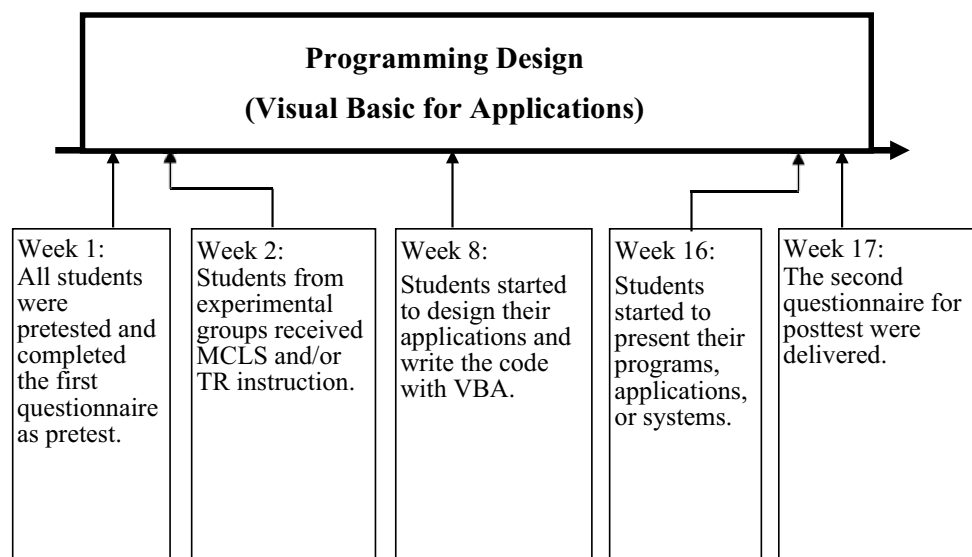 Programming Design
(Visual Basic for Applications)
Week 1:
All students
were
pretested and
completed
the first
questionnaire
as pretest.
Week 2:
Students from
experimental
groups received
MCLS and/or
TR instruction.
Week 8:
Students started
to design their
applications and
write the code
with VBA.
Week 16:
Students
started to
present their
programs,
applications,
or systems.
Week 17:
The second
questionnaire for
posttest were
delivered.